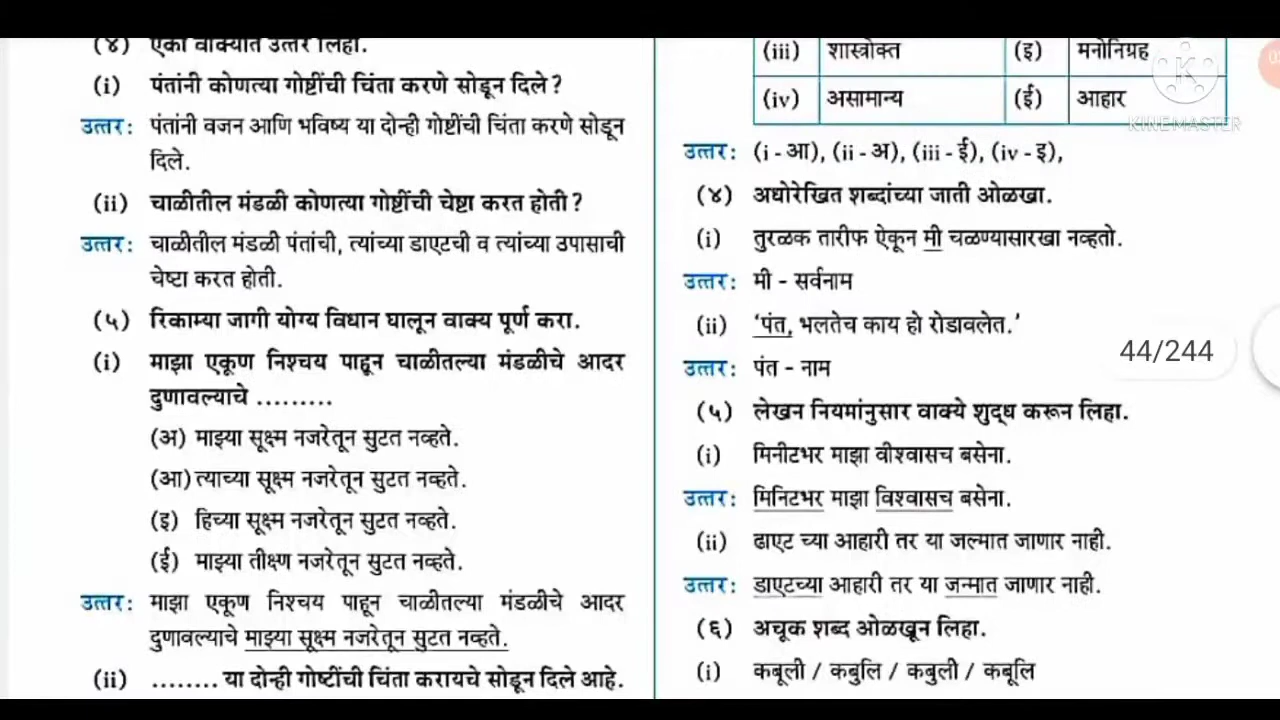 (४) एका वाक्यात उत्तर लिहा.
(i) पंतांनी कोणत्या गोष्टींची चिंता करणे सोडून दिले?
उत्तर: पंतांनी वजन आणि भविष्य या दोन्ही गोष्टींची चिंता करणे सोडून
दिले.
(ii) चाळीतील मंडळी कोणत्या गोष्टींची चेष्टा करत होती?
उत्तर: चाळीतील मंडळी पंतांची, त्यांच्या डाएटची व त्यांच्या उपासाची
चेष्टा करत होती.
(५) रिकाम्या जागी योग्य विधान घालून वाक्य पूर्ण करा.
(i) माझा एकूण निश्चय पाहून चाळीतल्या मंडळीचे आदर
दुणावल्याचे .........
(अ) माझ्या सूक्ष्म नजरेतून सुटत नव्हते.
(आ) त्याच्या सूक्ष्म नजरेतून सुटत नव्हते.
(इ) हिच्या सूक्ष्म नजरेतून सुटत नव्हते.
(ई) माझ्या तीक्ष्ण नजरेतून सुटत नव्हते.
उत्तर: माझा एकूण निश्चय पाहून चाळीतल्या मंडळीचे आदर
दुणावल्याचे माझ्या सूक्ष्म नजरेतून सुटत नव्हते.
(ii) ........ या दोन्ही गोष्टींची चिंता करायचे सोडून दिले आहे.
(iii) शास्त्रोक्त (इ) मनोनिग्रह
(iv) असामान्य (ई) आहार
उत्तर: (i - आ), (ii - अ), (iii - ई), (iv - इ),
(४) अधोरेखित शब्दांच्या जाती ओळखा.
(i) तुरळक तारीफ ऐकून मी चळण्यासारखा नव्हतो.
उत्तर: मी - सर्वनाम
(ii) ‘पंत, भलतेच काय हो रोडावलेत.’
उत्तर: पंत - नाम
(५) लेखन नियमांनुसार वाक्ये शुद्ध करून लिहा.
(i) मिनीटभर माझा वीश्वासच बसेना.
उत्तर: मिनिटभर माझा विश्वासच बसेना.
(ii) ढाएट च्या आहारी तर या जल्मात जाणार नाही.
उत्तर: डाएटच्या आहारी तर या जन्मात जाणार नाही.
(६) अचूक शब्द ओळखून लिहा.
(i) कबूली / कबुलि / कबुली / कबूलि
44/244
KINEMASTER